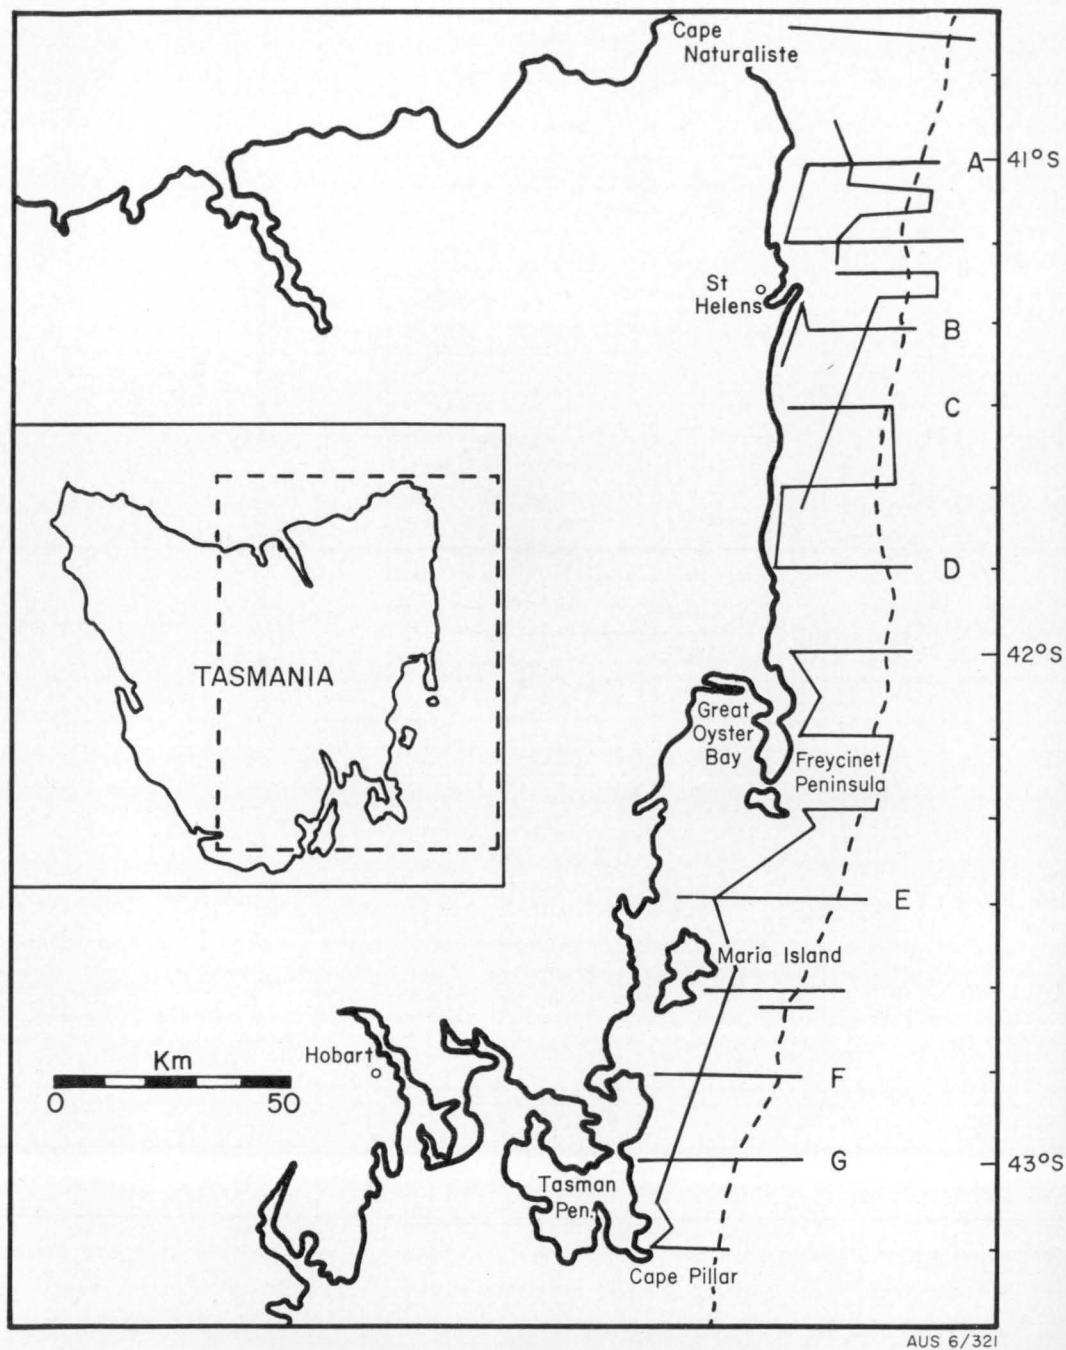 Cape
Naturaliste
A
41°S
St
Helens
B
C
D
TASMANIA
42°S
Great
Oyster
Bay
Freycinet
Peninsula
E
Maria Island
Hobart
Km
0 50
F
G
43°S
Tasman
Pen.
Cape Pillar
AUS 6/321